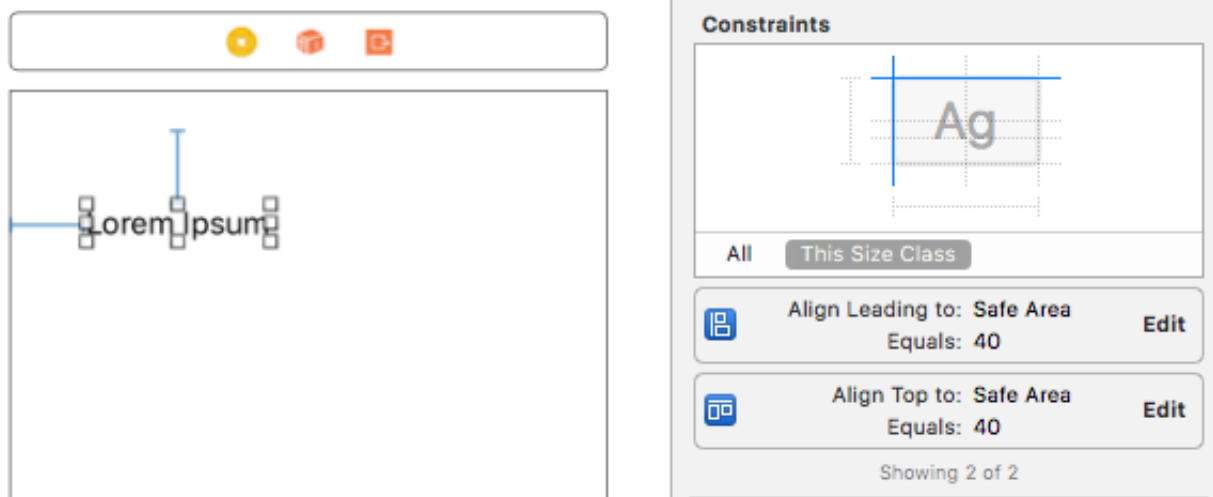 Lorem Ipsum
Constraints
Ag
All This Size Class
Align Leading to: Safe Area Edit
Equals: 40
Align Top to: Safe Area Edit
Equals: 40
Showing 2 of 2